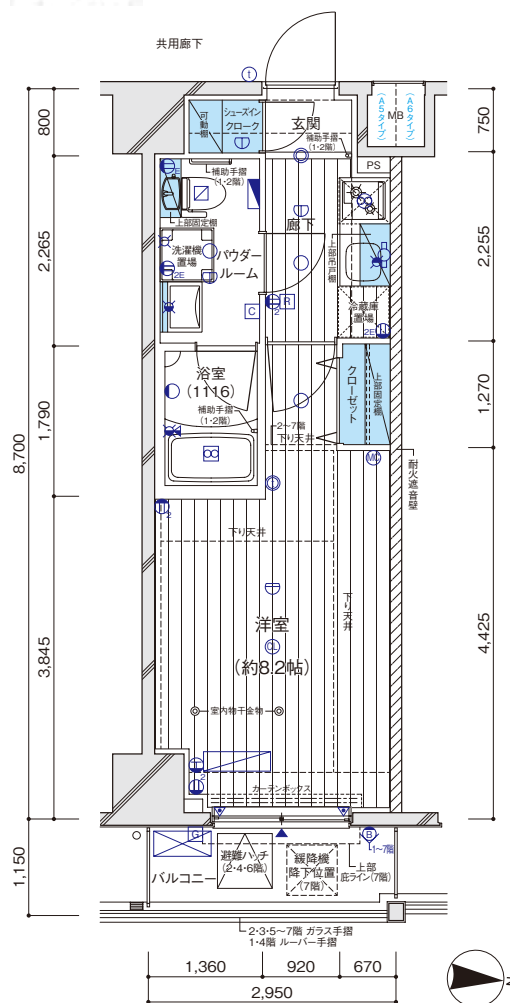 共用廊下
t
可動棚
シューズイン
クローク
玄関
補助手摺
(1・2階)
MB
(A5タイプ)
(A6タイプ)
PS
800
750
補助手摺
(1・2階)
E
上部固定棚
廊下
上部吊戸棚
洗濯機
置場
2E
パウダー
ルーム
2,265
2,255
C
2
R
冷蔵庫
置場
2E
浴室
(1116)
補助手摺
(1・2階)
クローゼット
上部固定棚
1,790
1,270
8,700
2〜7階
下り天井
MC
耐火遮音壁
2
下り天井
下り天井
洋室
(約8.2帖)
CL
3,845
4,425
室内物干金物
2
カーテンボックス
G
B
1〜7階
避難ハッチ
(2・4・6階)
緩降機
降下位置
(7階)
上部
庇ライン(7階)
バルコニー
1,150
2・3・5〜7階 ガラス手摺
1・4階 ルーバー手摺
1,360
920
670
2,950
N